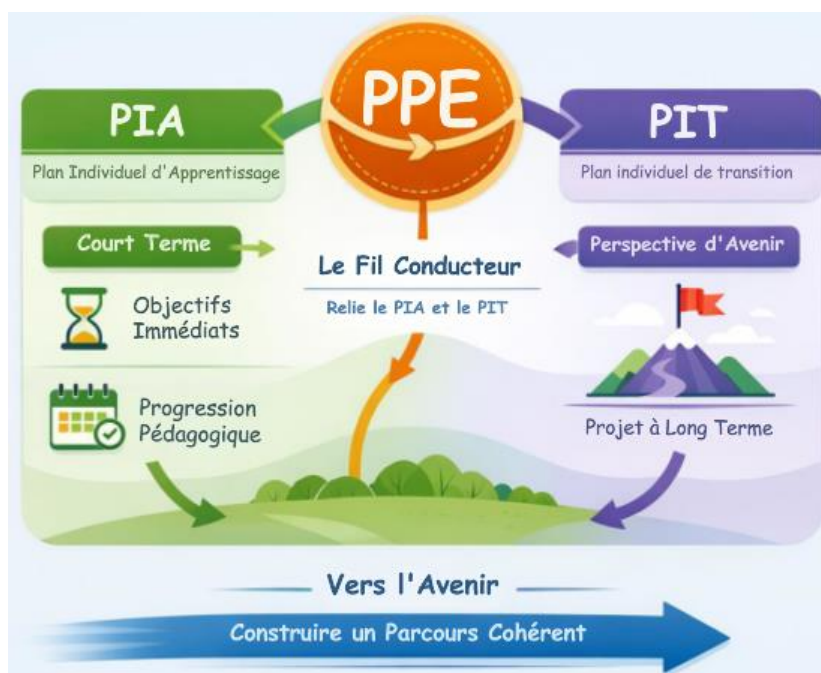 PPE
PIA
Plan Individuel d'Apprentissage
PIT
Plan individuel de transition
Court Terme
Objectifs
Immédiats
Progression
Pédagogique
Le Fil Conducteur
Relie le PIA et le PIT
Perspective d'Avenir
Projet à Long Terme
Vers l'Avenir
Construire un Parcours Cohérent